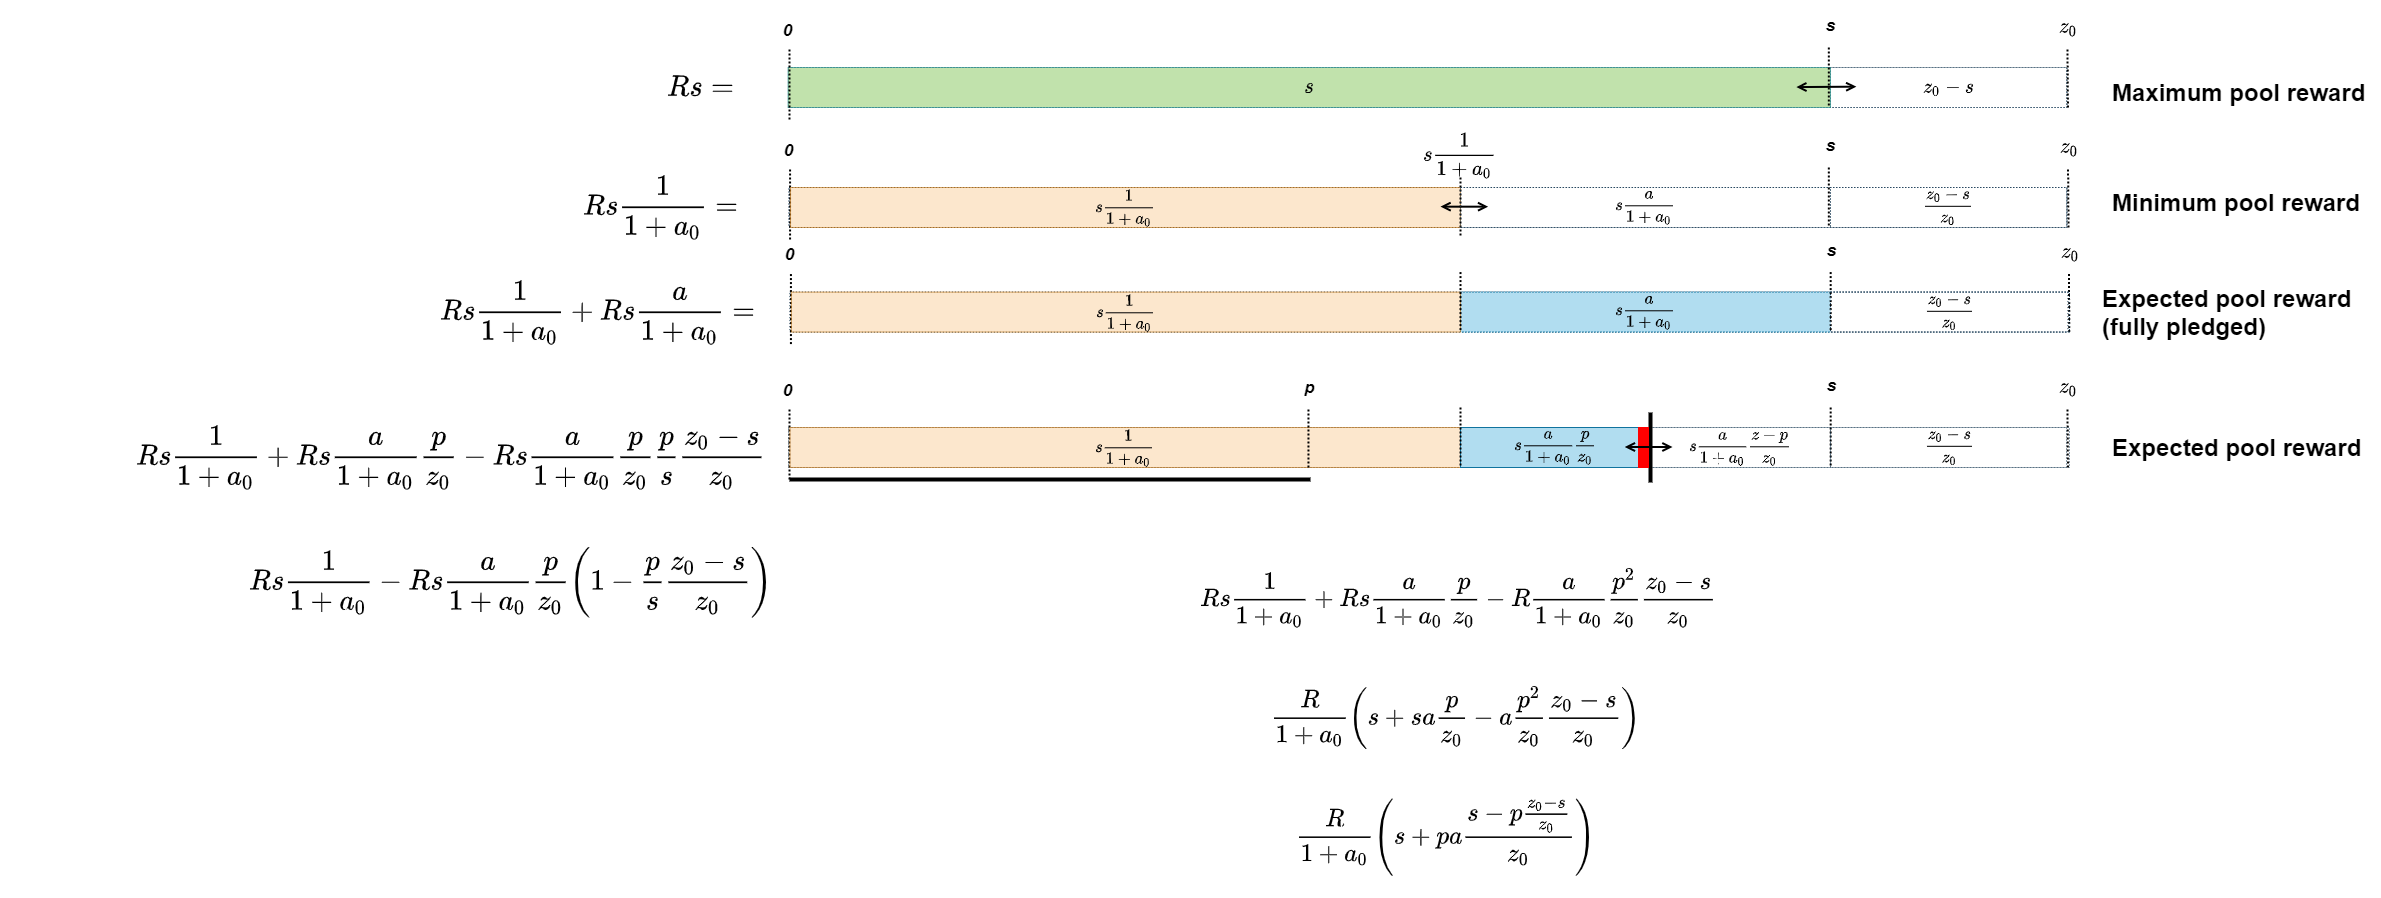 0 s z₀
Rs = s z₀ − s Maximum pool reward
s 1/(1 + a₀)
0 s z₀
Rs 1/(1 + a₀) = s 1/(1 + a₀) s a/(1 + a₀) (z₀ − s)/z₀ Minimum pool reward
0 s z₀
Rs 1/(1 + a₀) + Rs a/(1 + a₀) = s 1/(1 + a₀) s a/(1 + a₀) (z₀ − s)/z₀ Expected pool reward
(fully pledged)
0 p s z₀
Rs 1/(1 + a₀) + Rs a/(1 + a₀) p/z₀ − Rs a/(1 + a₀) p/z₀ p/s (z₀ − s)/z₀ s 1/(1 + a₀) s a/(1 + a₀) p/z₀ s a/(1 + a₀) (z − p)/z₀ (z₀ − s)/z₀ Expected pool reward
Rs 1/(1 + a₀) − Rs a/(1 + a₀) p/z₀ (1 − p/s (z₀ − s)/z₀)
Rs 1/(1 + a₀) + Rs a/(1 + a₀) p/z₀ − R a/(1 + a₀) p²/z₀ (z₀ − s)/z₀
R/(1 + a₀) (s + sa p/z₀ − a p²/z₀ (z₀ − s)/z₀)
R/(1 + a₀) (s + pa (s − p (z₀−s)/z₀)/z₀)